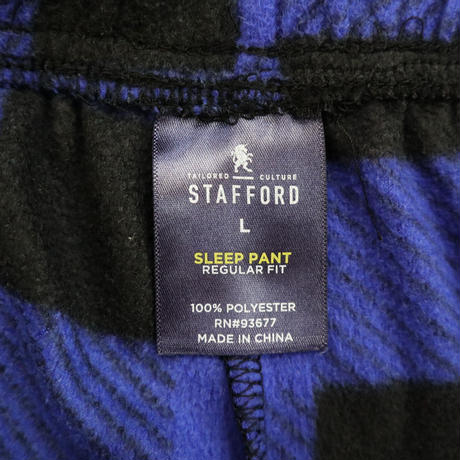 TAILORED CULTURE
STAFFORD
L
SLEEP PANT
REGULAR FIT
100% POLYESTER
RN#93677
MADE IN CHINA